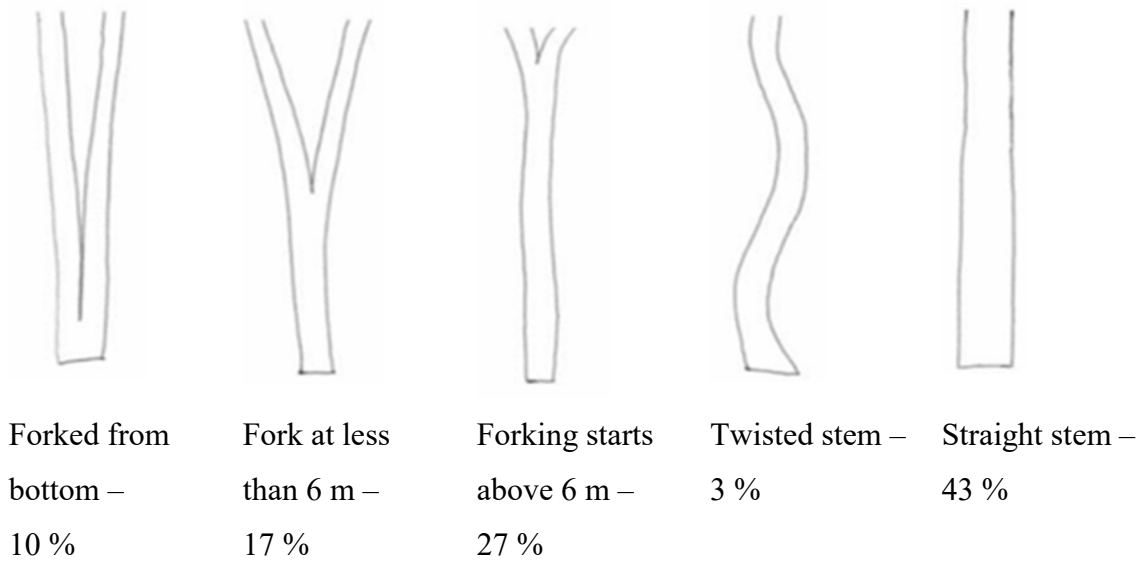 Forked from
bottom –
10 %
Fork at less
than 6 m –
17 %
Forking starts
above 6 m –
27 %
Twisted stem –
3 %
Straight stem –
43 %